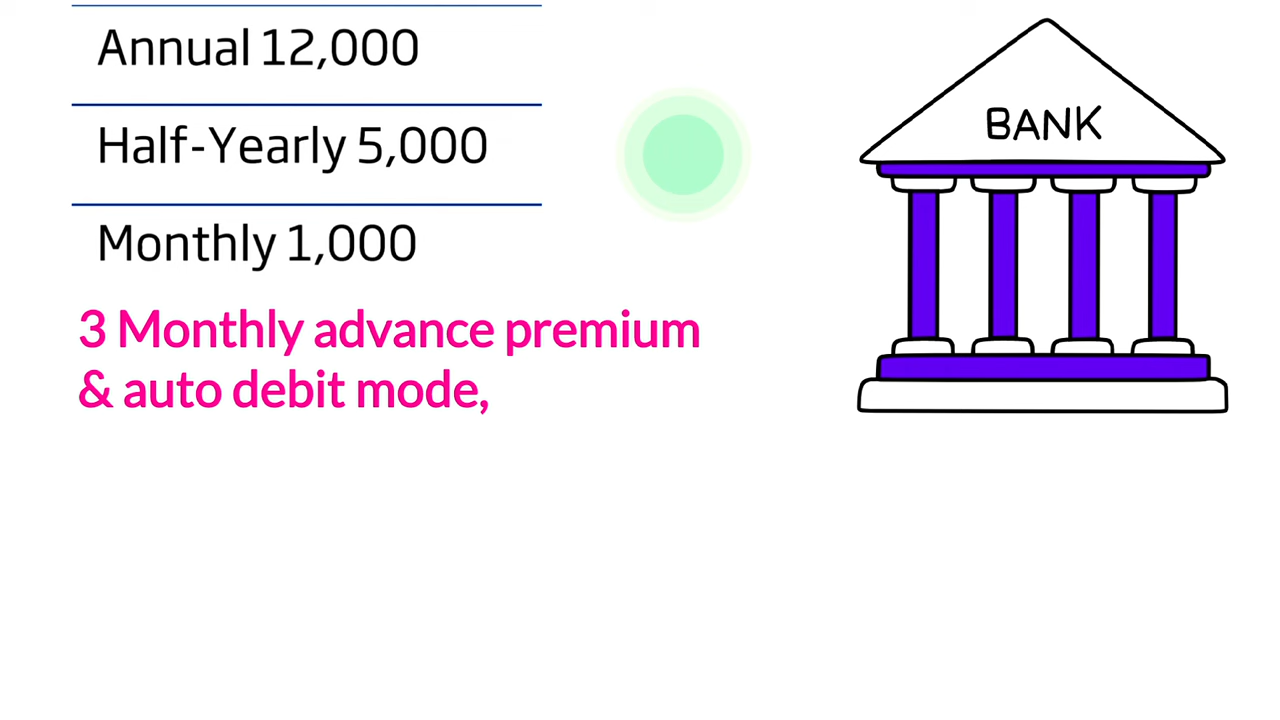 Annual 12,000
Half-Yearly 5,000
Monthly 1,000
3 Monthly advance premium
& auto debit mode,
BANK